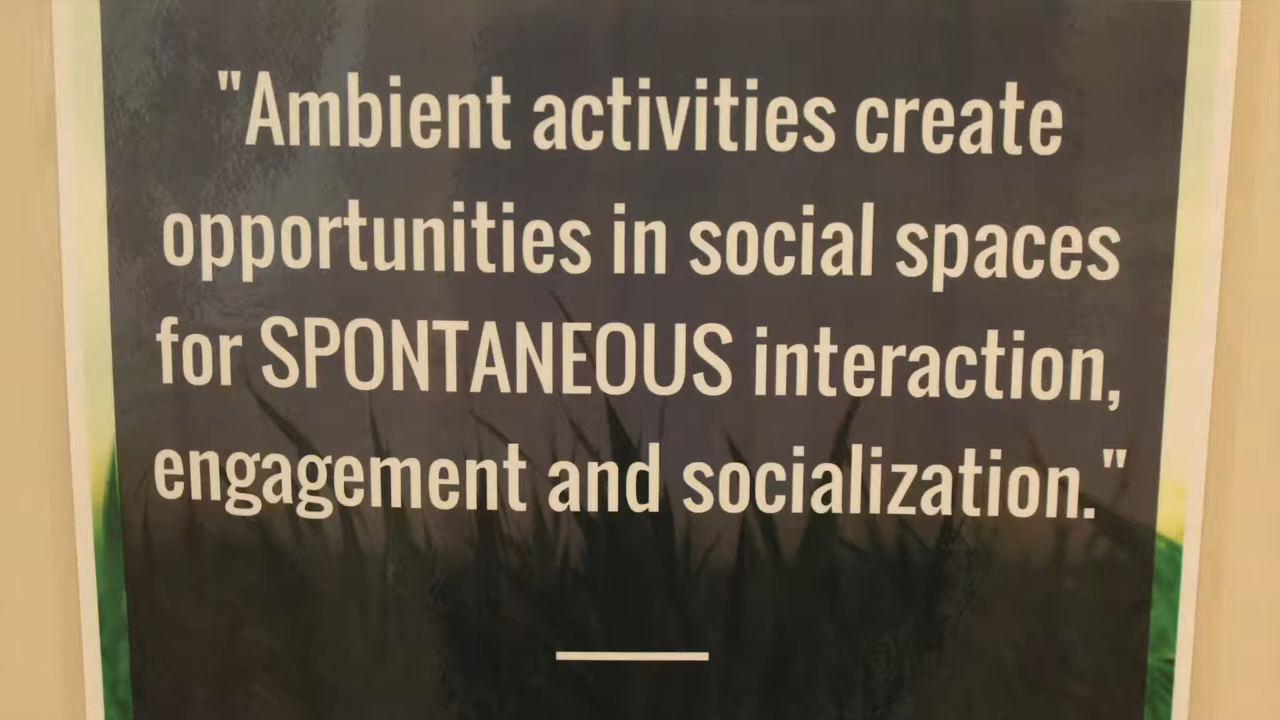 "Ambient activities create
opportunities in social spaces
for SPONTANEOUS interaction,
engagement and socialization."